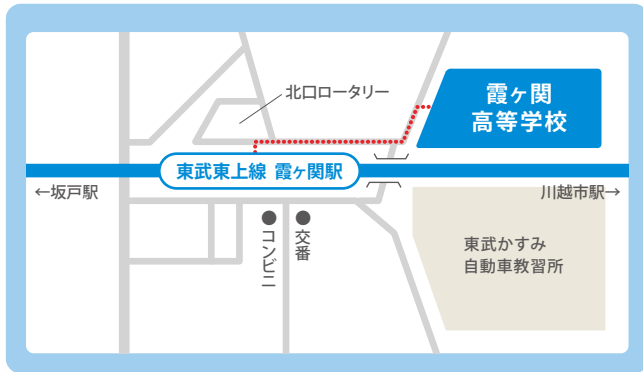 北口ロータリー
霞ヶ関
高等学校
東武東上線 霞ヶ関駅
←坂戸駅
川越市駅→
コンビニ
交番
東武かすみ
自動車教習所